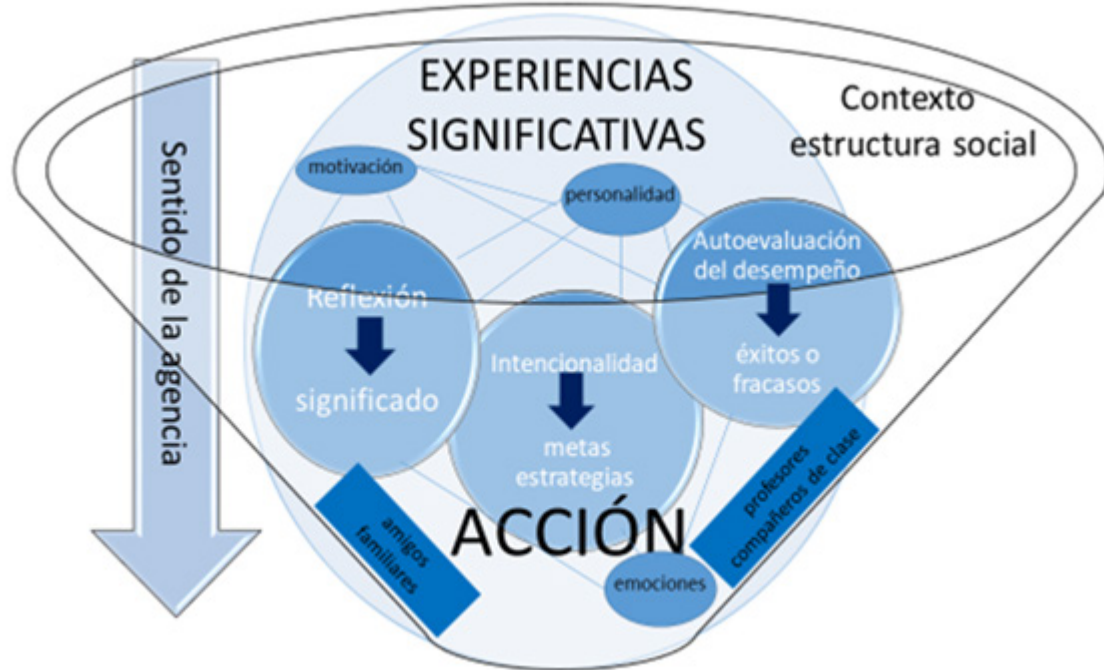 EXPERIENCIAS
SIGNIFICATIVAS
Contexto
estructura social
Sentido de la agencia
motivación
personalidad
Reflexión
significado
Intencionalidad
metas
estrategias
Autoevaluación
del desempeño
éxitos o
fracasos
amigos
familiares
profesores
compañeros de clase
ACCIÓN
emociones